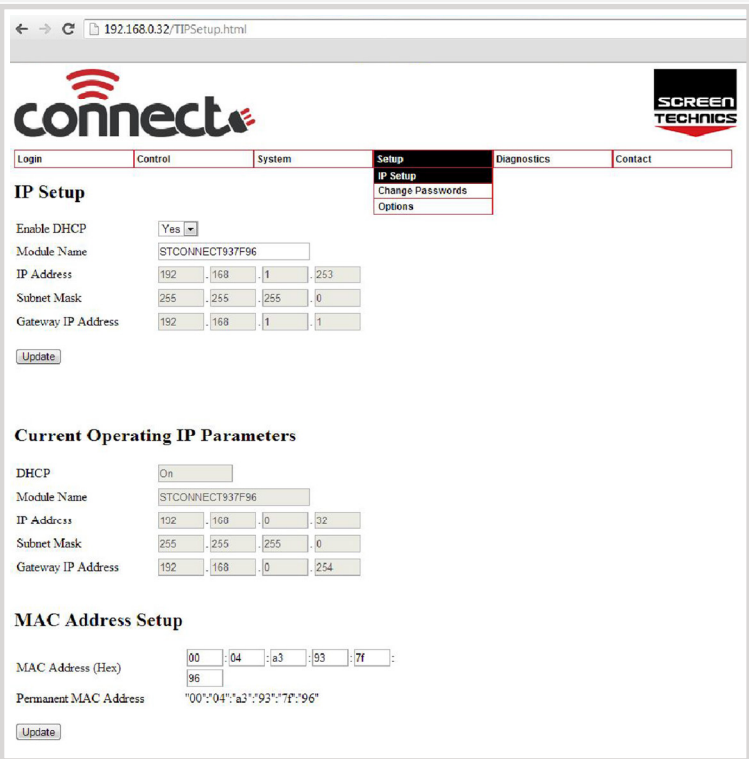 192.168.0.32/TIPSetup.html
connect
SCREEN
TECHNICS
Login Control System Setup Diagnostics Contact
IP Setup
Change Passwords
Options
IP Setup
Enable DHCP Yes
Module Name STCONNECT937F96
IP Address 192 . 168 . 1 . 253
Subnet Mask 255 . 255 . 255 . 0
Gateway IP Address 192 . 168 . 1 . 1
Update
Current Operating IP Parameters
DHCP On
Module Name STCONNECT937F96
IP Address 192 . 168 . 0 . 32
Subnet Mask 255 . 255 . 255 . 0
Gateway IP Address 192 . 168 . 0 . 254
MAC Address Setup
MAC Address (Hex) 00 : 04 : a3 : 93 : 7f :
96
Permanent MAC Address "00":"04":"a3":"93":"7f":"96"
Update